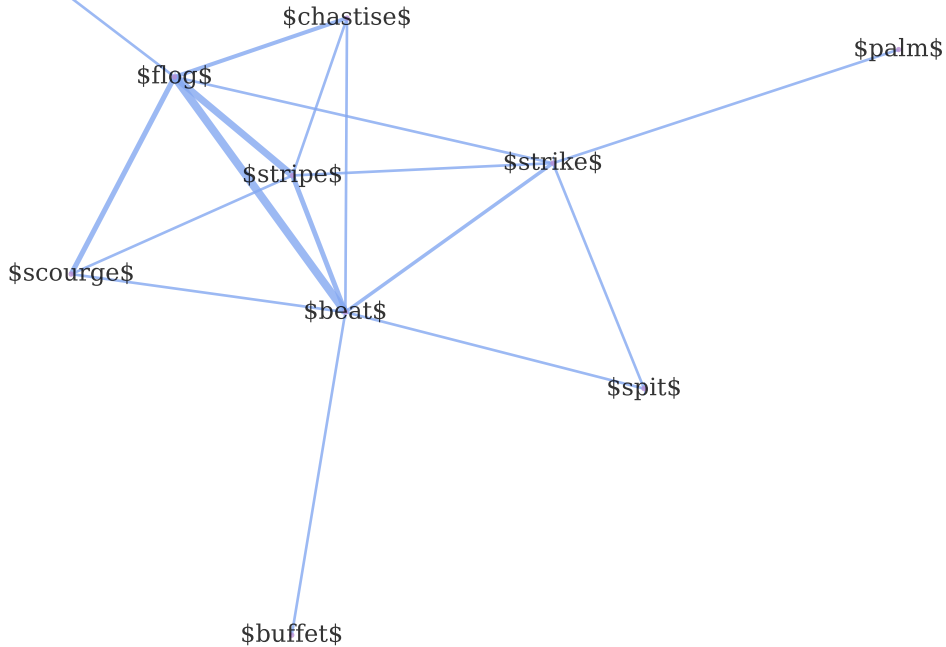 $chastise$
$palm$
$flog$
$strike$
$stripe$
$scourge$
$beat$
$spit$
$buffet$